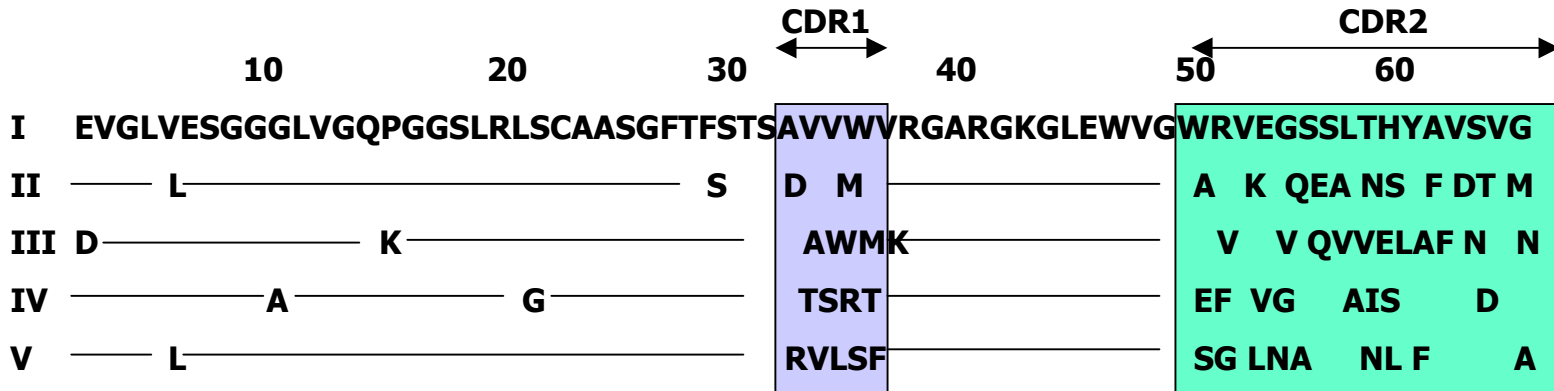 CDR1 CDR2
10 20 30 40 50 60
I EVGLVESGGGLVGQPGGSLRLSCAASGFTFSTSAVVWVRGARGKGLEWVGWRVEGSSLTHYAVSVG
II L S D M A K QEA NS F DT M
III D K AWMK V V QVVELAF N N
IV A G TSRT EF VG AIS D
V L RVLSF SG LNA NL F A